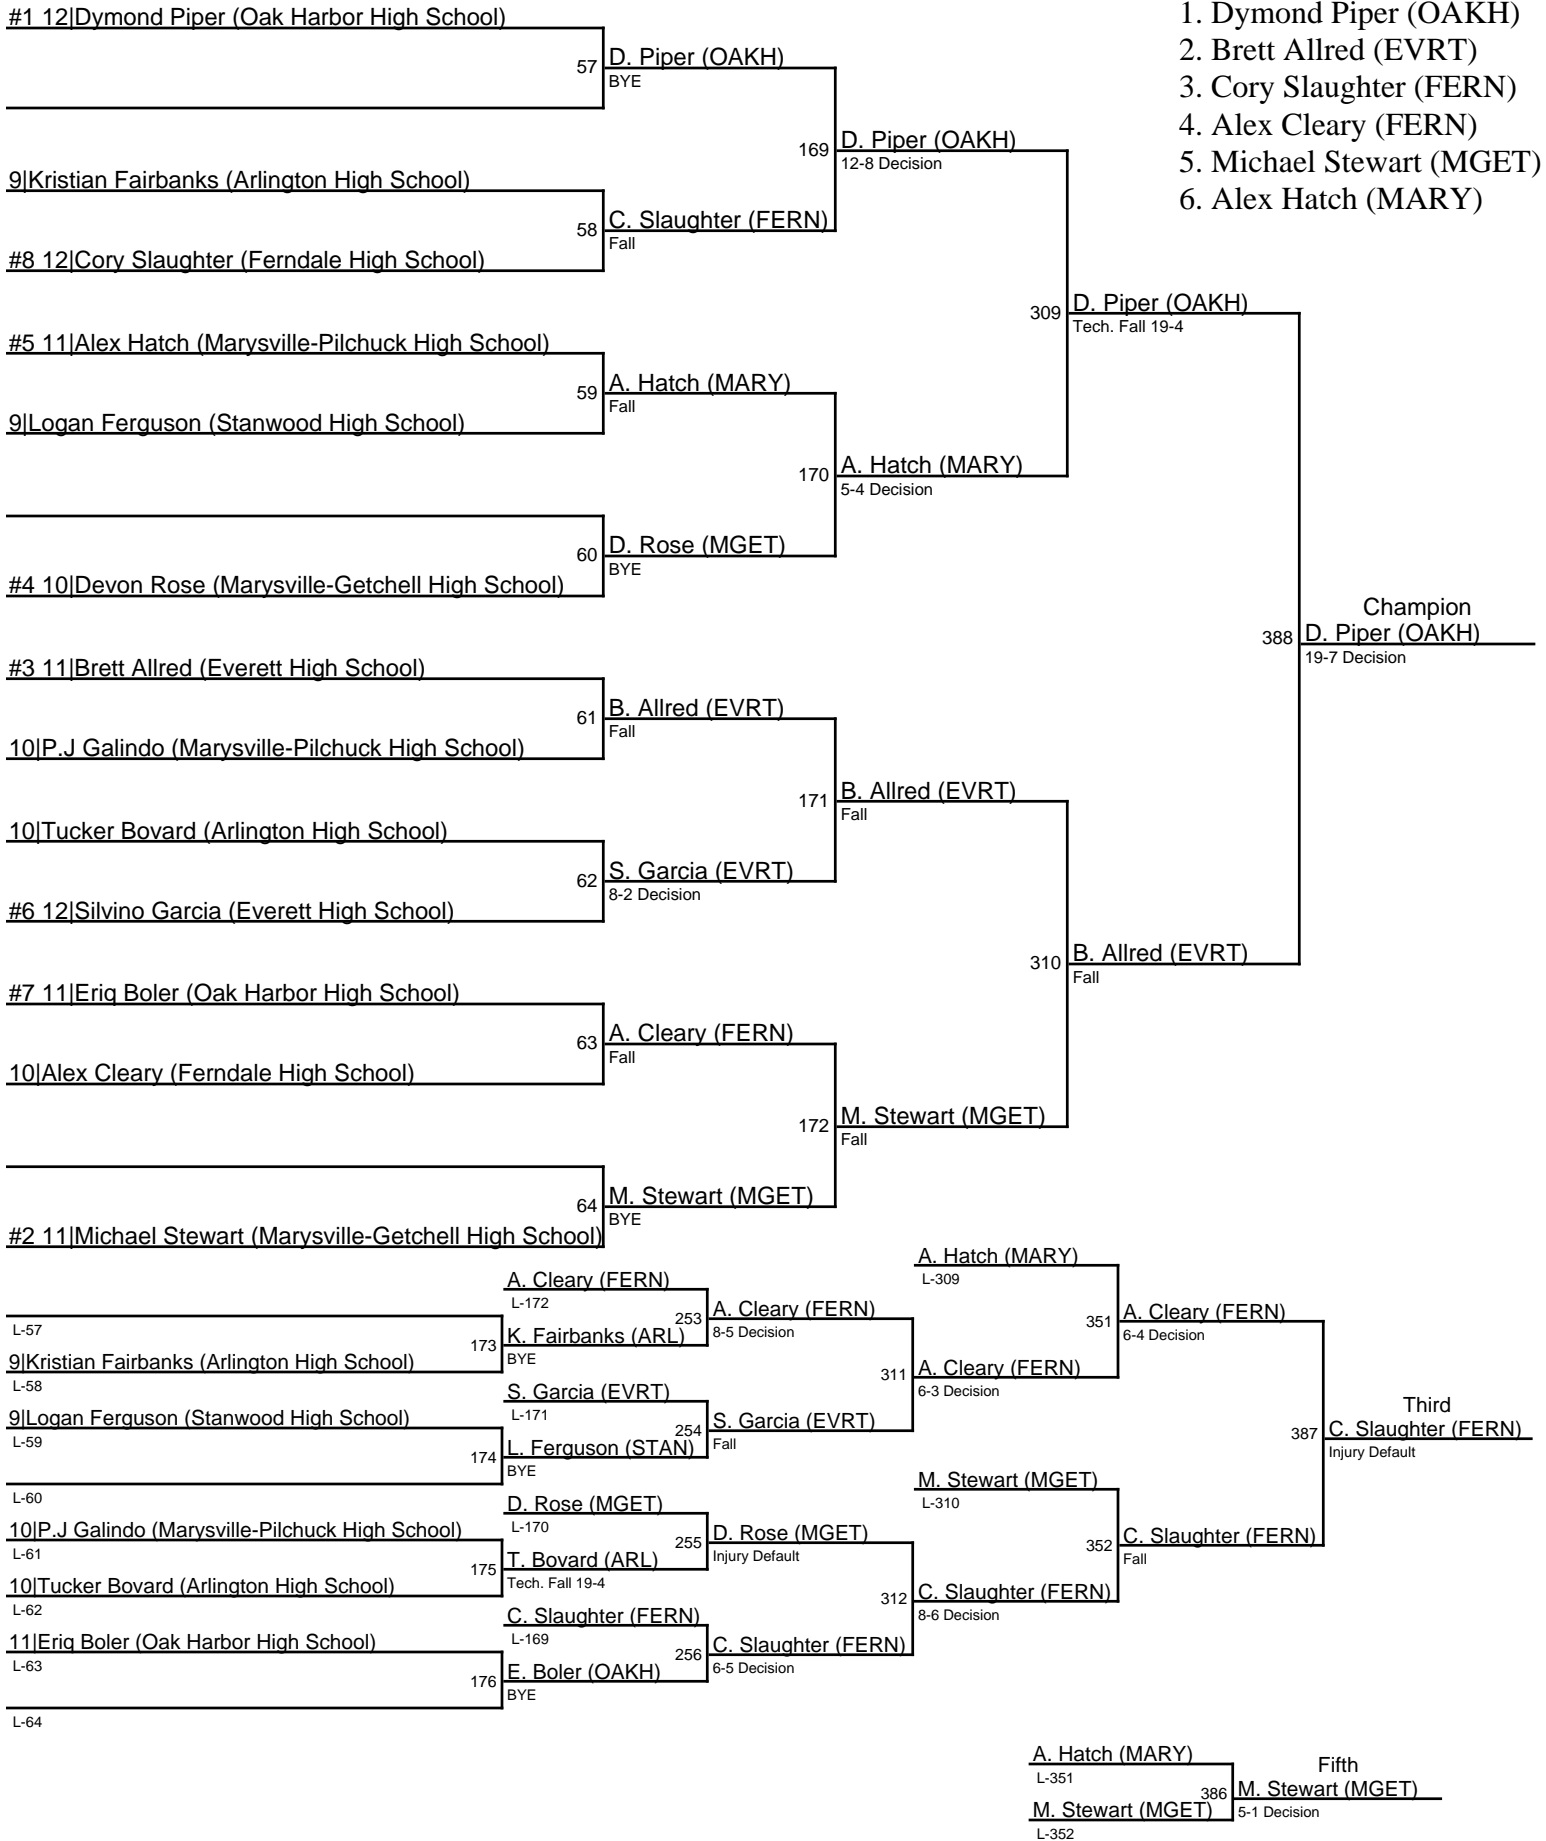 #1 12|Dymond Piper (Oak Harbor High School)
57
D. Piper (OAKH)
BYE
169
D. Piper (OAKH)
12-8 Decision
9|Kristian Fairbanks (Arlington High School)
58
C. Slaughter (FERN)
Fall
#8 12|Cory Slaughter (Ferndale High School)
309
D. Piper (OAKH)
Tech. Fall 19-4
#5 11|Alex Hatch (Marysville-Pilchuck High School)
59
A. Hatch (MARY)
Fall
9|Logan Ferguson (Stanwood High School)
170
A. Hatch (MARY)
5-4 Decision
60
D. Rose (MGET)
BYE
#4 10|Devon Rose (Marysville-Getchell High School)
Champion
388
D. Piper (OAKH)
19-7 Decision
#3 11|Brett Allred (Everett High School)
61
B. Allred (EVRT)
Fall
10|P.J Galindo (Marysville-Pilchuck High School)
171
B. Allred (EVRT)
Fall
10|Tucker Bovard (Arlington High School)
62
S. Garcia (EVRT)
8-2 Decision
#6 12|Silvino Garcia (Everett High School)
310
B. Allred (EVRT)
Fall
#7 11|Eriq Boler (Oak Harbor High School)
63
A. Cleary (FERN)
Fall
10|Alex Cleary (Ferndale High School)
172
M. Stewart (MGET)
Fall
64
M. Stewart (MGET)
BYE
#2 11|Michael Stewart (Marysville-Getchell High School)
1. Dymond Piper (OAKH)
2. Brett Allred (EVRT)
3. Cory Slaughter (FERN)
4. Alex Cleary (FERN)
5. Michael Stewart (MGET)
6. Alex Hatch (MARY)
L-57
173
9|Kristian Fairbanks (Arlington High School)
L-58
A. Cleary (FERN)
L-172
K. Fairbanks (ARL)
BYE
253
A. Cleary (FERN)
8-5 Decision
9|Logan Ferguson (Stanwood High School)
L-59
174
L-60
S. Garcia (EVRT)
L-171
L. Ferguson (STAN)
BYE
254
S. Garcia (EVRT)
Fall
311
A. Cleary (FERN)
6-3 Decision
A. Hatch (MARY)
L-309
351
A. Cleary (FERN)
6-4 Decision
10|P.J Galindo (Marysville-Pilchuck High School)
L-61
175
10|Tucker Bovard (Arlington High School)
L-62
D. Rose (MGET)
L-170
T. Bovard (ARL)
Tech. Fall 19-4
255
D. Rose (MGET)
Injury Default
11|Eriq Boler (Oak Harbor High School)
L-63
176
L-64
C. Slaughter (FERN)
L-169
E. Boler (OAKH)
BYE
256
C. Slaughter (FERN)
6-5 Decision
312
C. Slaughter (FERN)
8-6 Decision
M. Stewart (MGET)
L-310
352
C. Slaughter (FERN)
Fall
Third
387
C. Slaughter (FERN)
Injury Default
A. Hatch (MARY)
L-351
386
M. Stewart (MGET)
L-352
Fifth
M. Stewart (MGET)
5-1 Decision